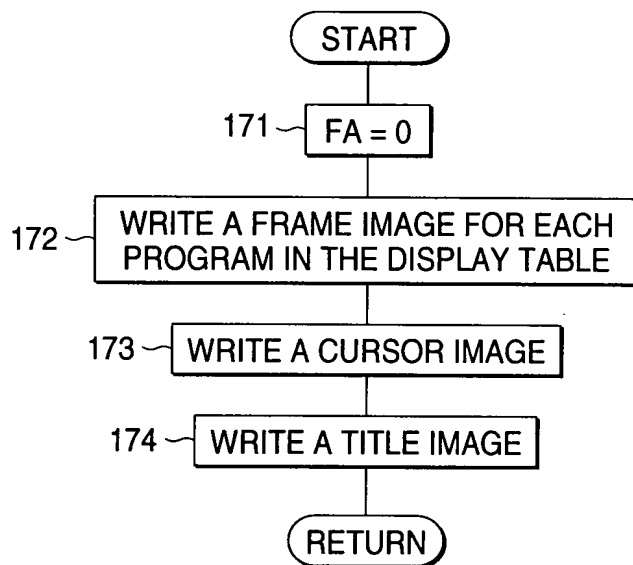 START
171
FA = 0
172
WRITE A FRAME IMAGE FOR EACH
PROGRAM IN THE DISPLAY TABLE
173
WRITE A CURSOR IMAGE
174
WRITE A TITLE IMAGE
RETURN